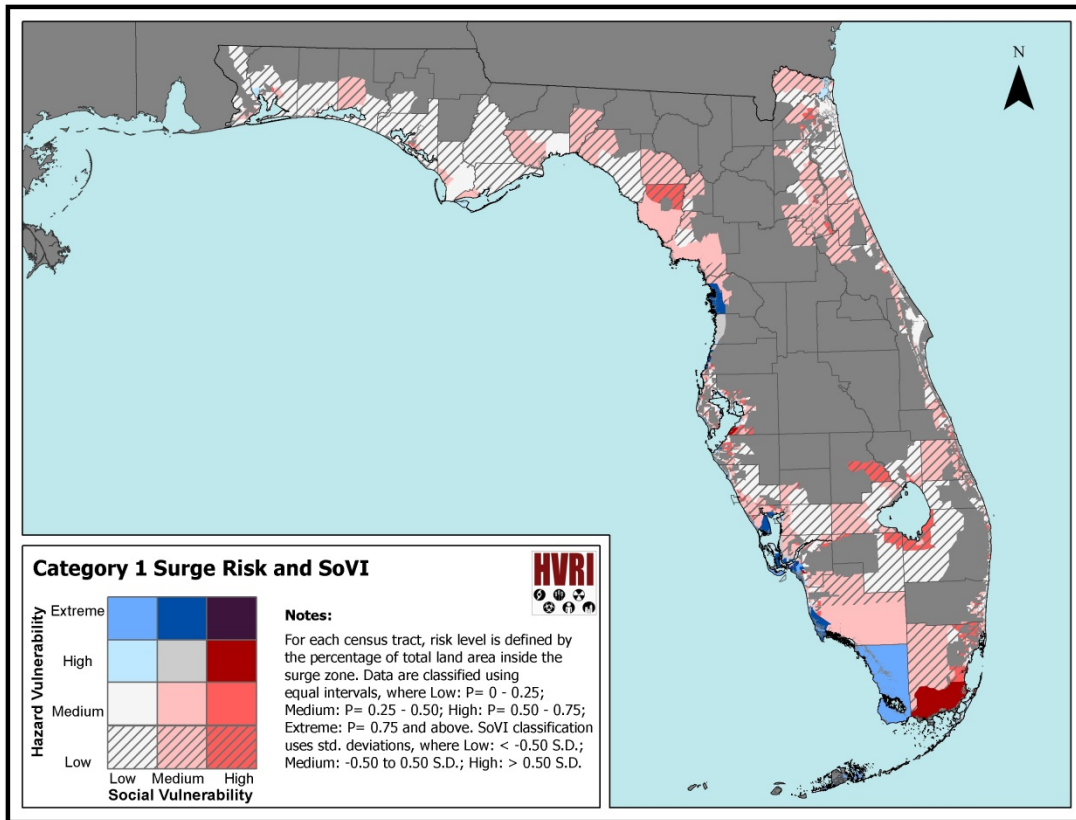 N
Category 1 Surge Risk and SoVI
HVRI
Hazard Vulnerability
Extreme
High
Medium
Low
Low
Medium
High
Social Vulnerability
Notes:
For each census tract, risk level is defined by
the percentage of total land area inside the
surge zone. Data are classified using
equal intervals, where Low: P= 0 - 0.25;
Medium: P= 0.25 - 0.50; High: P= 0.50 - 0.75;
Extreme: P= 0.75 and above. SoVI classification
uses std. deviations, where Low: < -0.50 S.D.;
Medium: -0.50 to 0.50 S.D.; High: > 0.50 S.D.